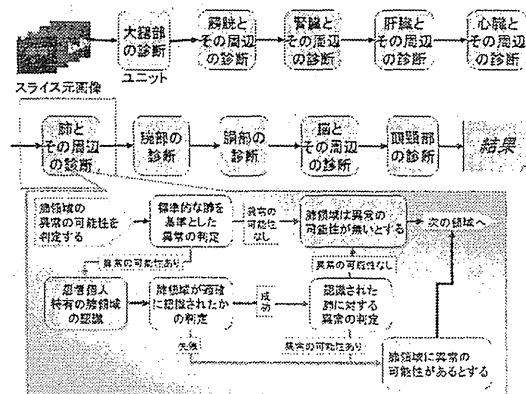 大腿部
の診断
膀胱と
その周辺
の診断
腎臓と
その周辺
の診断
肝臓と
その周辺
の診断
心臓と
その周辺
の診断
ユニット
スライス元画像
肺と
その周辺
の診断
腕部の
診断
胴部の
診断
脳と
その周辺
の診断
頭頸部
の診断
結果
肺領域の
異常の可能性を
判定する
標準的な肺を
基準とした
異常の判定
異常の
可能性
なし
肺領域は異常の
可能性が無いとする
次の領域へ
異常の可能性あり
異常の可能性なし
患者個人
特有の肺領域
の認識
肺領域が正確
に認識されたか
の判定
成功
認識された
肺に対する
異常の判定
失敗
異常の可能性あり
肺領域に異常の
可能性があるとする